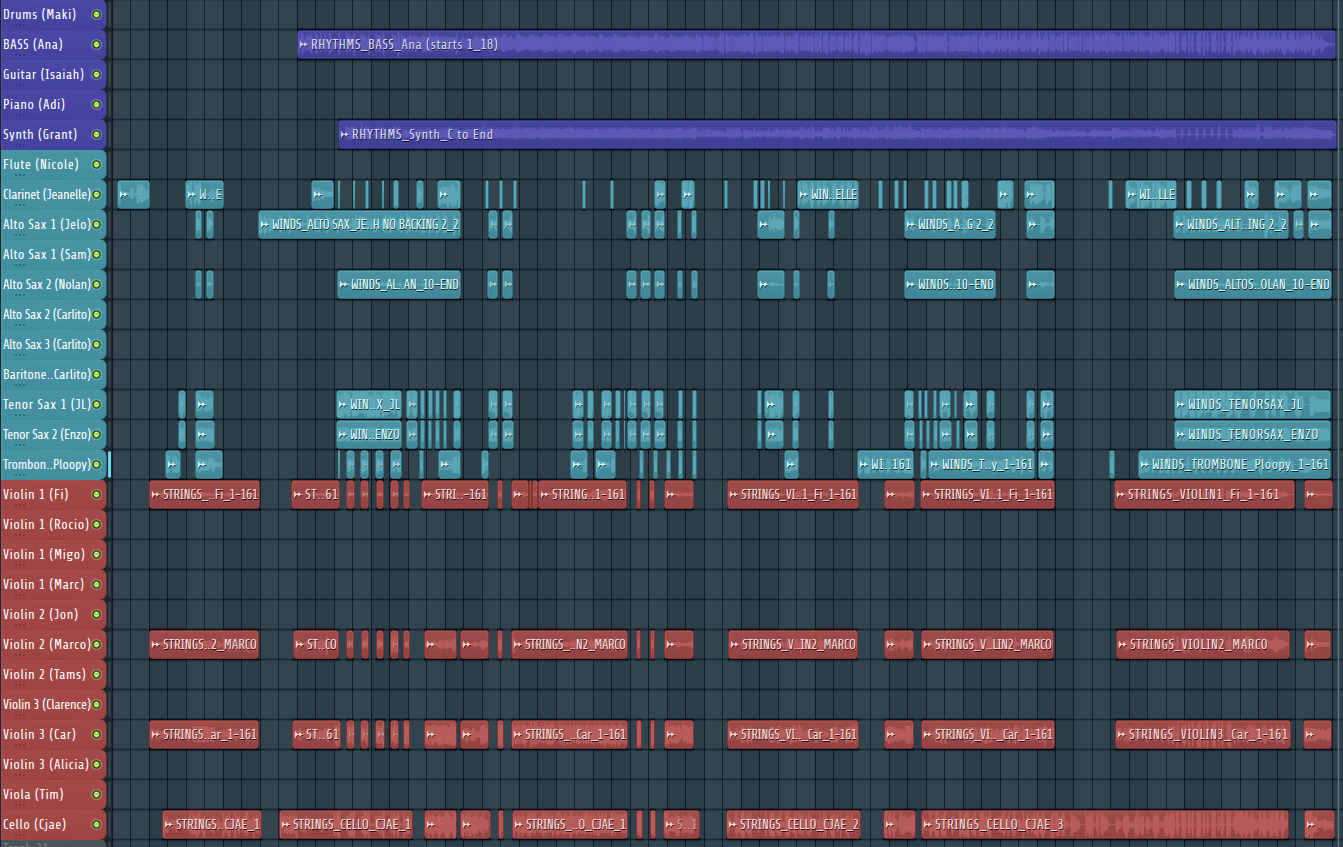 Drums (Maki)
BASS (Ana) RHYTHMS_BASS_Ana (starts 1_18)
Guitar (Isaiah)
Piano (Adi)
Synth (Grant) RHYTHMS_Synth_C to End
Flute (Nicole)
Clarinet (Jeanelle) W..E WIN..ELLE WI..LLE
Alto Sax 1 (Jelo) WINDS_ALTO SAX_JE..H NO BACKING 2_2 WINDS_A..G 2_2 WINDS_ALT..ING 2_2
Alto Sax 1 (Sam)
Alto Sax 2 (Nolan) WINDS_AL..AN_10-END WINDS..10-END WINDS_ALTOS..OLAN_10-END
Alto Sax 2 (Carlito)
Alto Sax 3 (Carlito)
Baritone..Carlito)
Tenor Sax 1 (JL) WIN..X_JL WINDS_TENORSAX_JL
Tenor Sax 2 (Enzo) WIN..ENZO WINDS_TENORSAX_ENZO
Trombon..Ploopy) WI..161 WINDS_T..y_1-161 WINDS_TROMBONE_Ploopy_1-161
Violin 1 (Fi) STRINGS_..Fi_1-161 ST..61 STRI..-161 STRING..1-161 STRINGS_VI..1_Fi_1-161 STRINGS_VI..1_Fi_1-161 STRINGS_VIOLIN1_Fi_1-161
Violin 1 (Rocio)
Violin 1 (Migo)
Violin 1 (Marc)
Violin 2 (Jon)
Violin 2 (Marco) STRINGS..2_MARCO ST..CO STRINGS_..N2_MARCO STRINGS_V..IN2_MARCO STRINGS_V..LIN2_MARCO STRINGS_VIOLIN2_MARCO
Violin 2 (Tams)
Violin 3 (Clarence)
Violin 3 (Car) STRINGS..ar_1-161 ST..61 STRINGS_..Car_1-161 STRINGS_VI.._Car_1-161 STRINGS_VI.._Car_1-161 STRINGS_VIOLIN3_Car_1-161
Violin 3 (Alicia)
Viola (Tim)
Cello (Cjae) STRINGS..CJAE_1 STRINGS_CELLO_CJAE_1 STRINGS_..O_CJAE_1 S..1 STRINGS_CELLO_CJAE_2 STRINGS_CELLO_CJAE_3